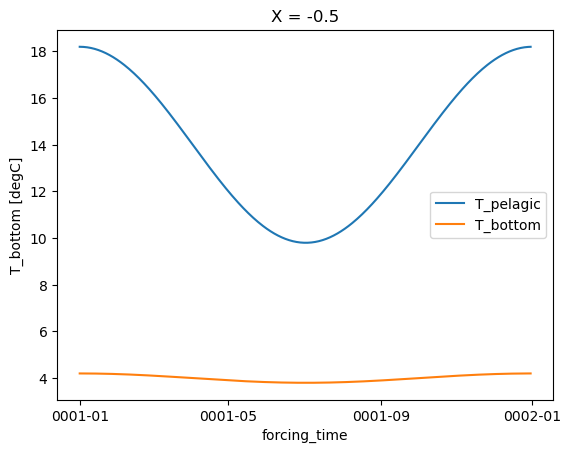 X = -0.5
T_bottom [degC]
18
16
14
12
10
8
6
4
T_pelagic
T_bottom
0001-01
0001-05
0001-09
0002-01
forcing_time